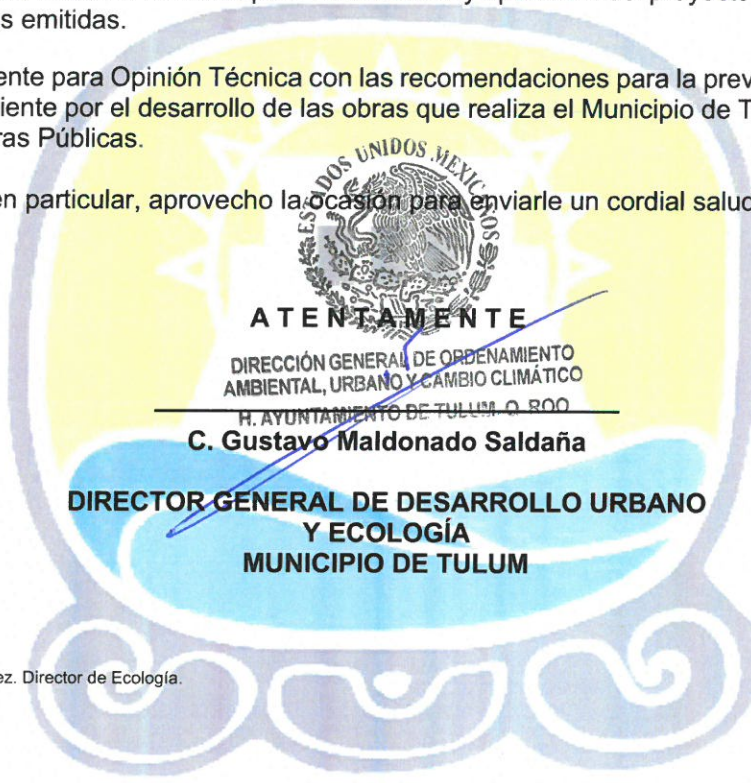 s emitidas.
ente para Opinión Técnica con las recomendaciones para la prev
iente por el desarrollo de las obras que realiza el Municipio de T
ras Públicas.
en particular, aprovecho la ocasión para enviarle un cordial salud
ESTADOS UNIDOS MEXICANOS
ATENTAMENTE
DIRECCIÓN GENERAL DE ORDENAMIENTO
AMBIENTAL, URBANO Y CAMBIO CLIMÁTICO
H. AYUNTAMIENTO DE TULUM. Q. ROO
C. Gustavo Maldonado Saldaña
DIRECTOR GENERAL DE DESARROLLO URBANO
Y ECOLOGÍA
MUNICIPIO DE TULUM
ez. Director de Ecología.